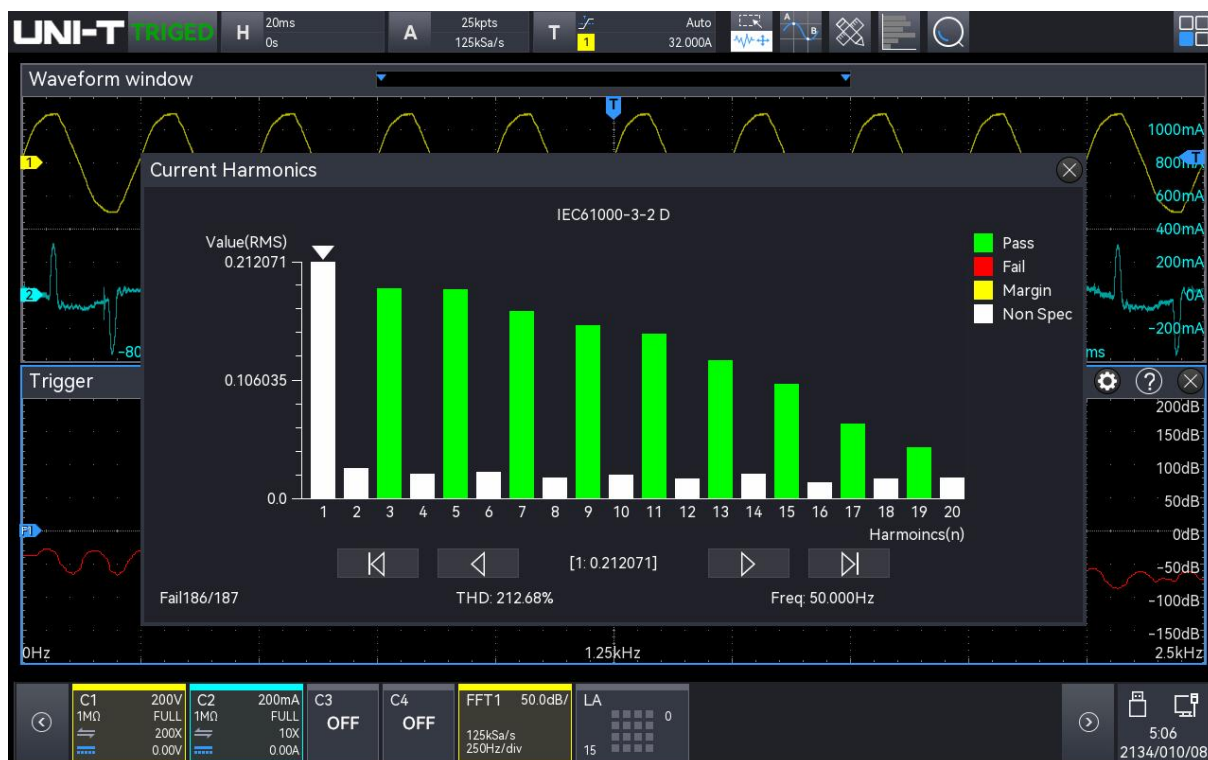 UNI-T TRIGED H 20ms 0s A 25kpts 125kSa/s T 1 Auto 32.000A A B
Waveform window
T
1
1000mA
800mA
T
600mA
400mA
200mA
2
0A
-200mA
-80
ms
Current Harmonics
IEC61000-3-2 D
Value(RMS)
0.212071
0.106035
0.0
Pass
Fail
Margin
Non Spec
1 2 3 4 5 6 7 8 9 10 11 12 13 14 15 16 17 18 19 20
Harmoincs(n)
[1: 0.212071]
Fail186/187 THD: 212.68% Freq: 50.000Hz
Trigger
?
200dB
150dB
100dB
50dB
F1
0dB
-50dB
-100dB
-150dB
0Hz 1.25kHz 2.5kHz
C1 200V
1MΩ FULL
200X
0.00V
C2 200mA
1MΩ FULL
10X
0.00A
C3
OFF
C4
OFF
FFT1 50.0dB/
125kSa/s
250Hz/div
LA
0
15
5:06
2134/010/08